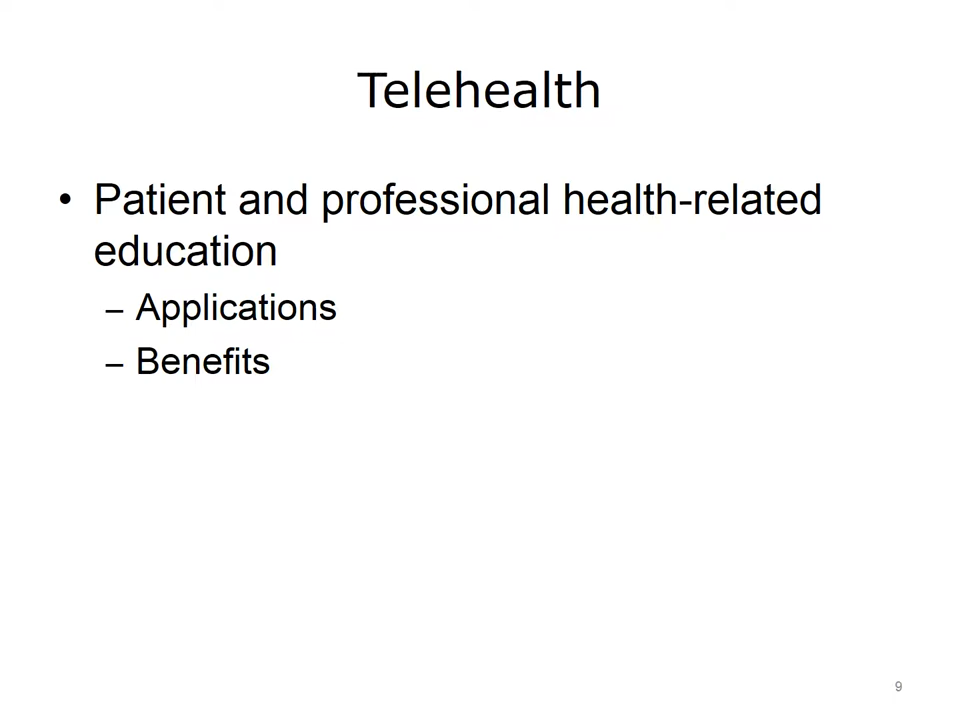 Telehealth
• Patient and professional health-related
education
– Applications
– Benefits
9